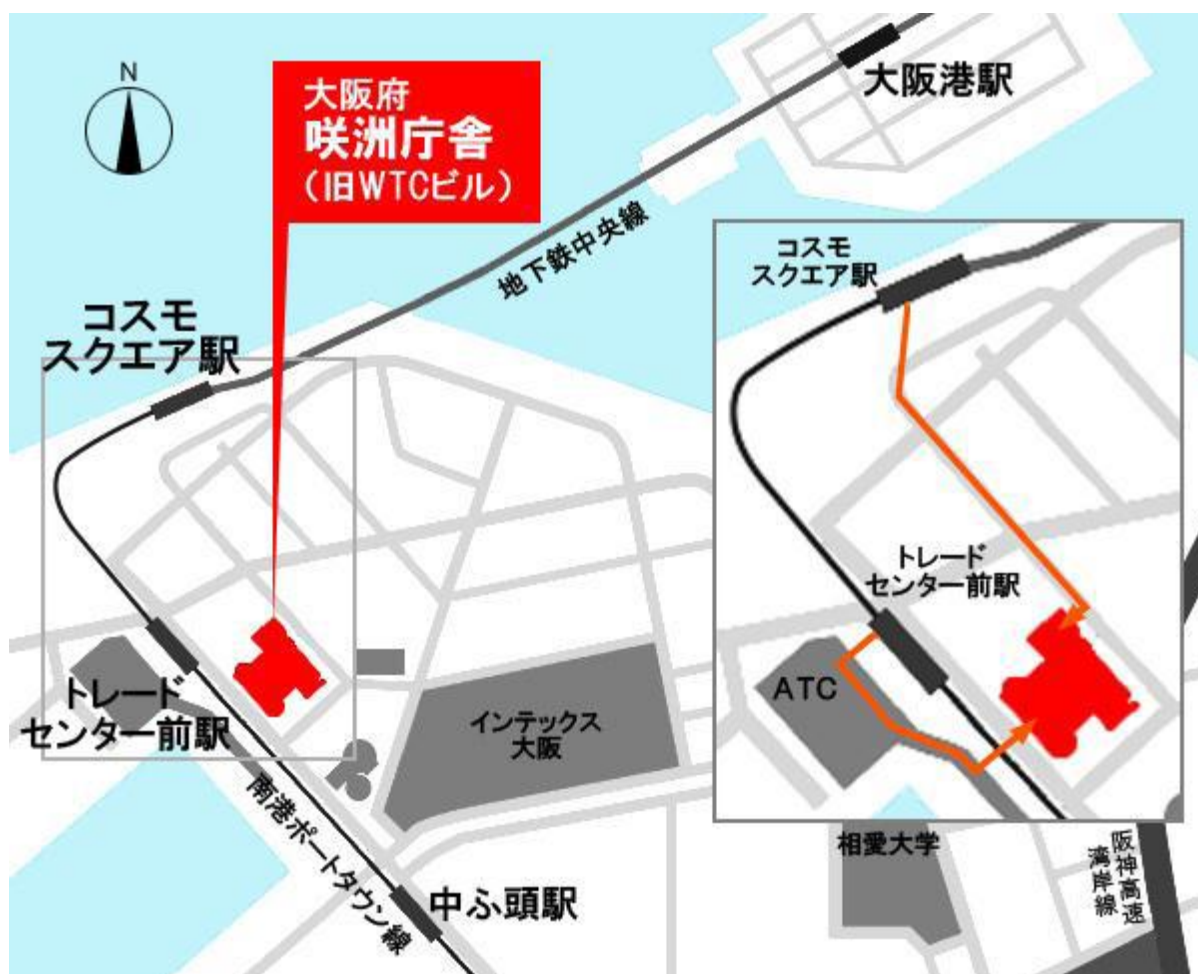 N
大阪府
咲洲庁舎
（旧WTCビル）
大阪港駅
地下鉄中央線
コスモ
スクエア駅
コスモ
スクエア駅
トレード
センター前駅
ATC
トレード
センター前駅
インテックス
大阪
南港ポートタウン線
中ふ頭駅
相愛大学
阪神高速
湾岸線